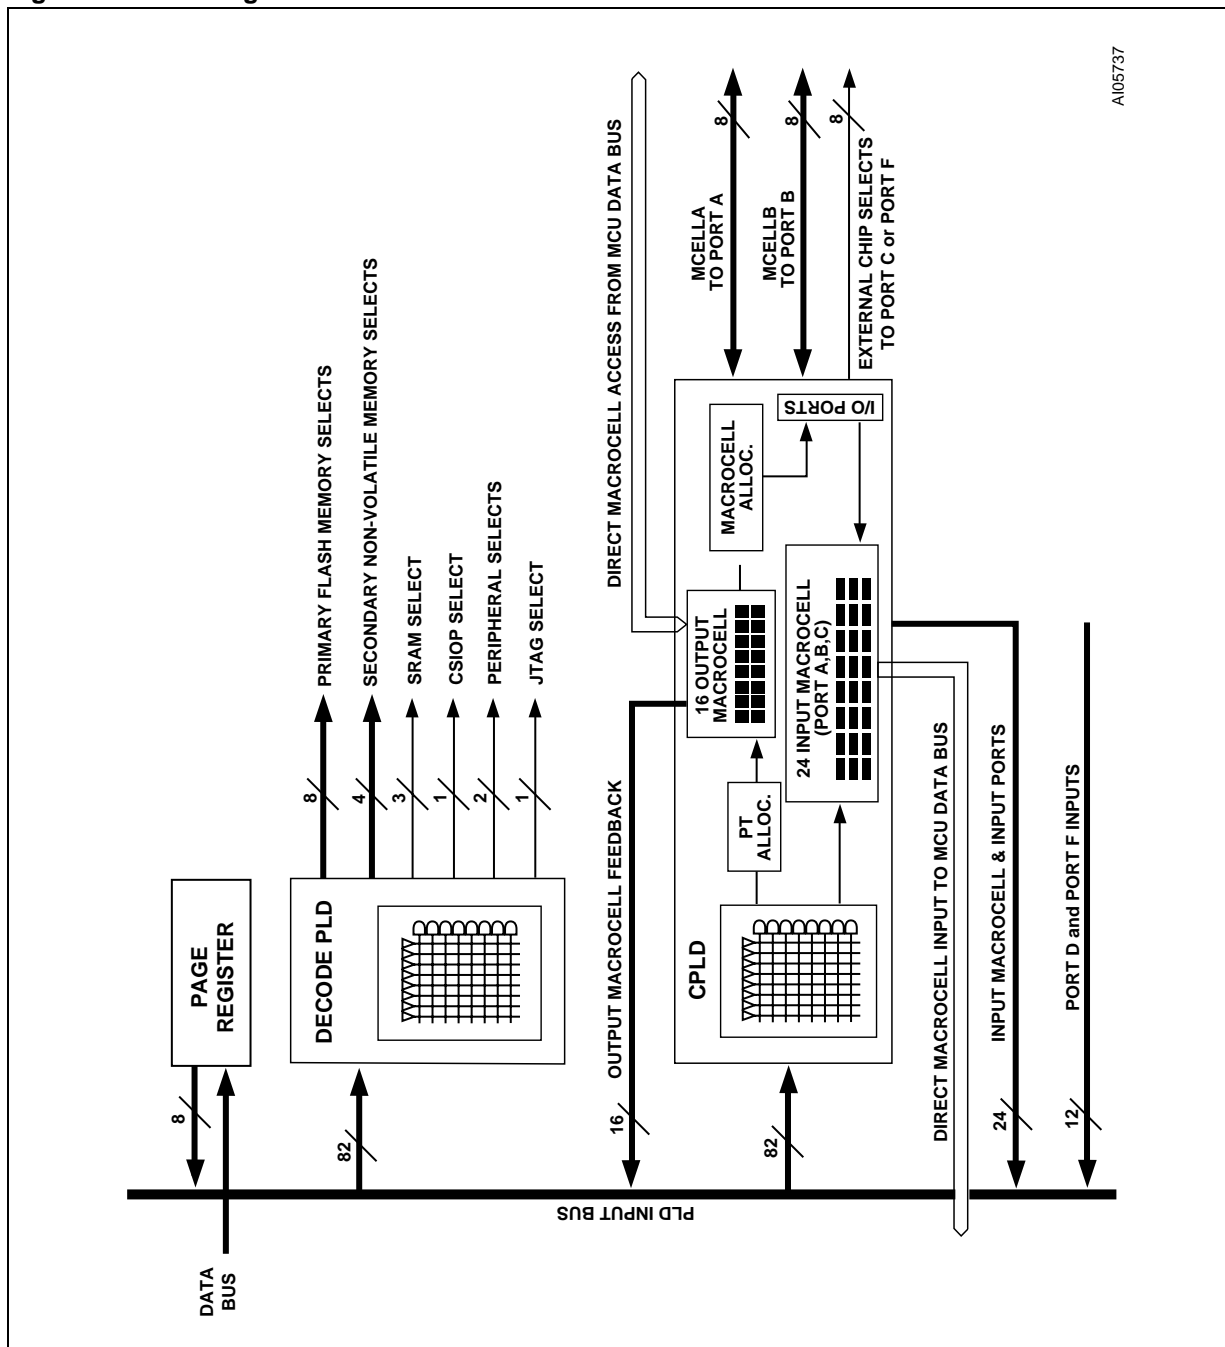 DATA
BUS
8
PAGE
REGISTER
DECODE PLD
82
8
PRIMARY FLASH MEMORY SELECTS
4
SECONDARY NON-VOLATILE MEMORY SELECTS
3
SRAM SELECT
1
CSIOP SELECT
2
PERIPHERAL SELECTS
1
JTAG SELECT
PLD INPUT BUS
16
OUTPUT MACROCELL FEEDBACK
DIRECT MACROCELL ACCESS FROM MCU DATA BUS
CPLD
82
PT
ALLOC.
16 OUTPUT
MACROCELL
MACROCELL
ALLOC.
I/O PORTS
24 INPUT MACROCELL
(PORT A,B,C)
MCELLA
TO PORT A
8
MCELLB
TO PORT B
8
EXTERNAL CHIP SELECTS
TO PORT C or PORT F
8
DIRECT MACROCELL INPUT TO MCU DATA BUS
24
INPUT MACROCELL & INPUT PORTS
12
PORT D and PORT F INPUTS
AI05737